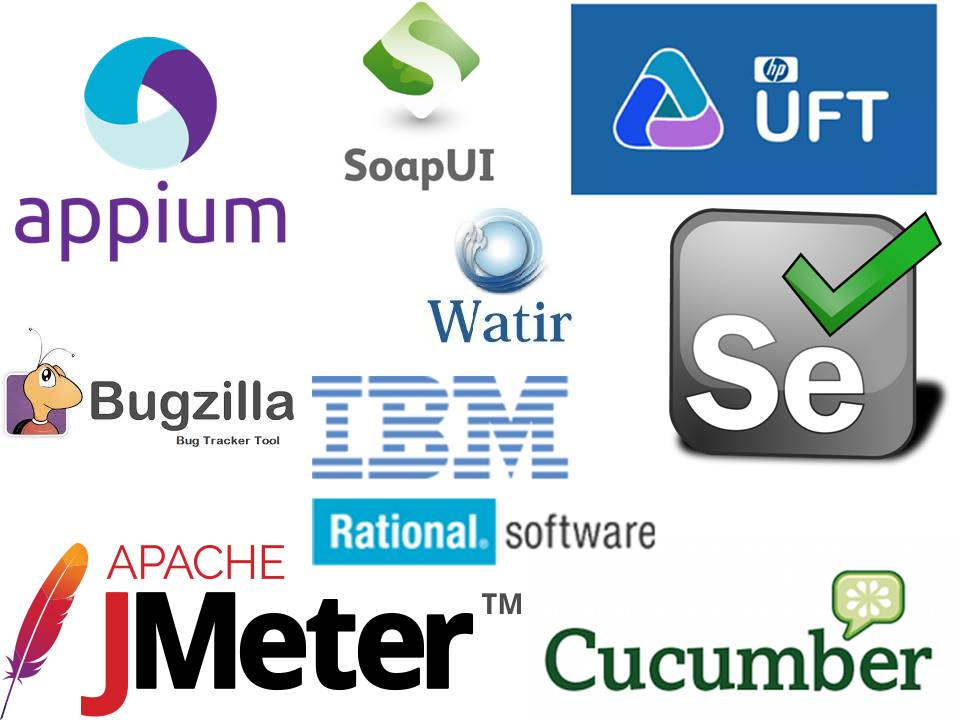 appium
SoapUI
hp
UFT
Watir
Se
Bugzilla
Bug Tracker Tool
IBM
Rational® software
APACHE
JMeter™
Cucumber